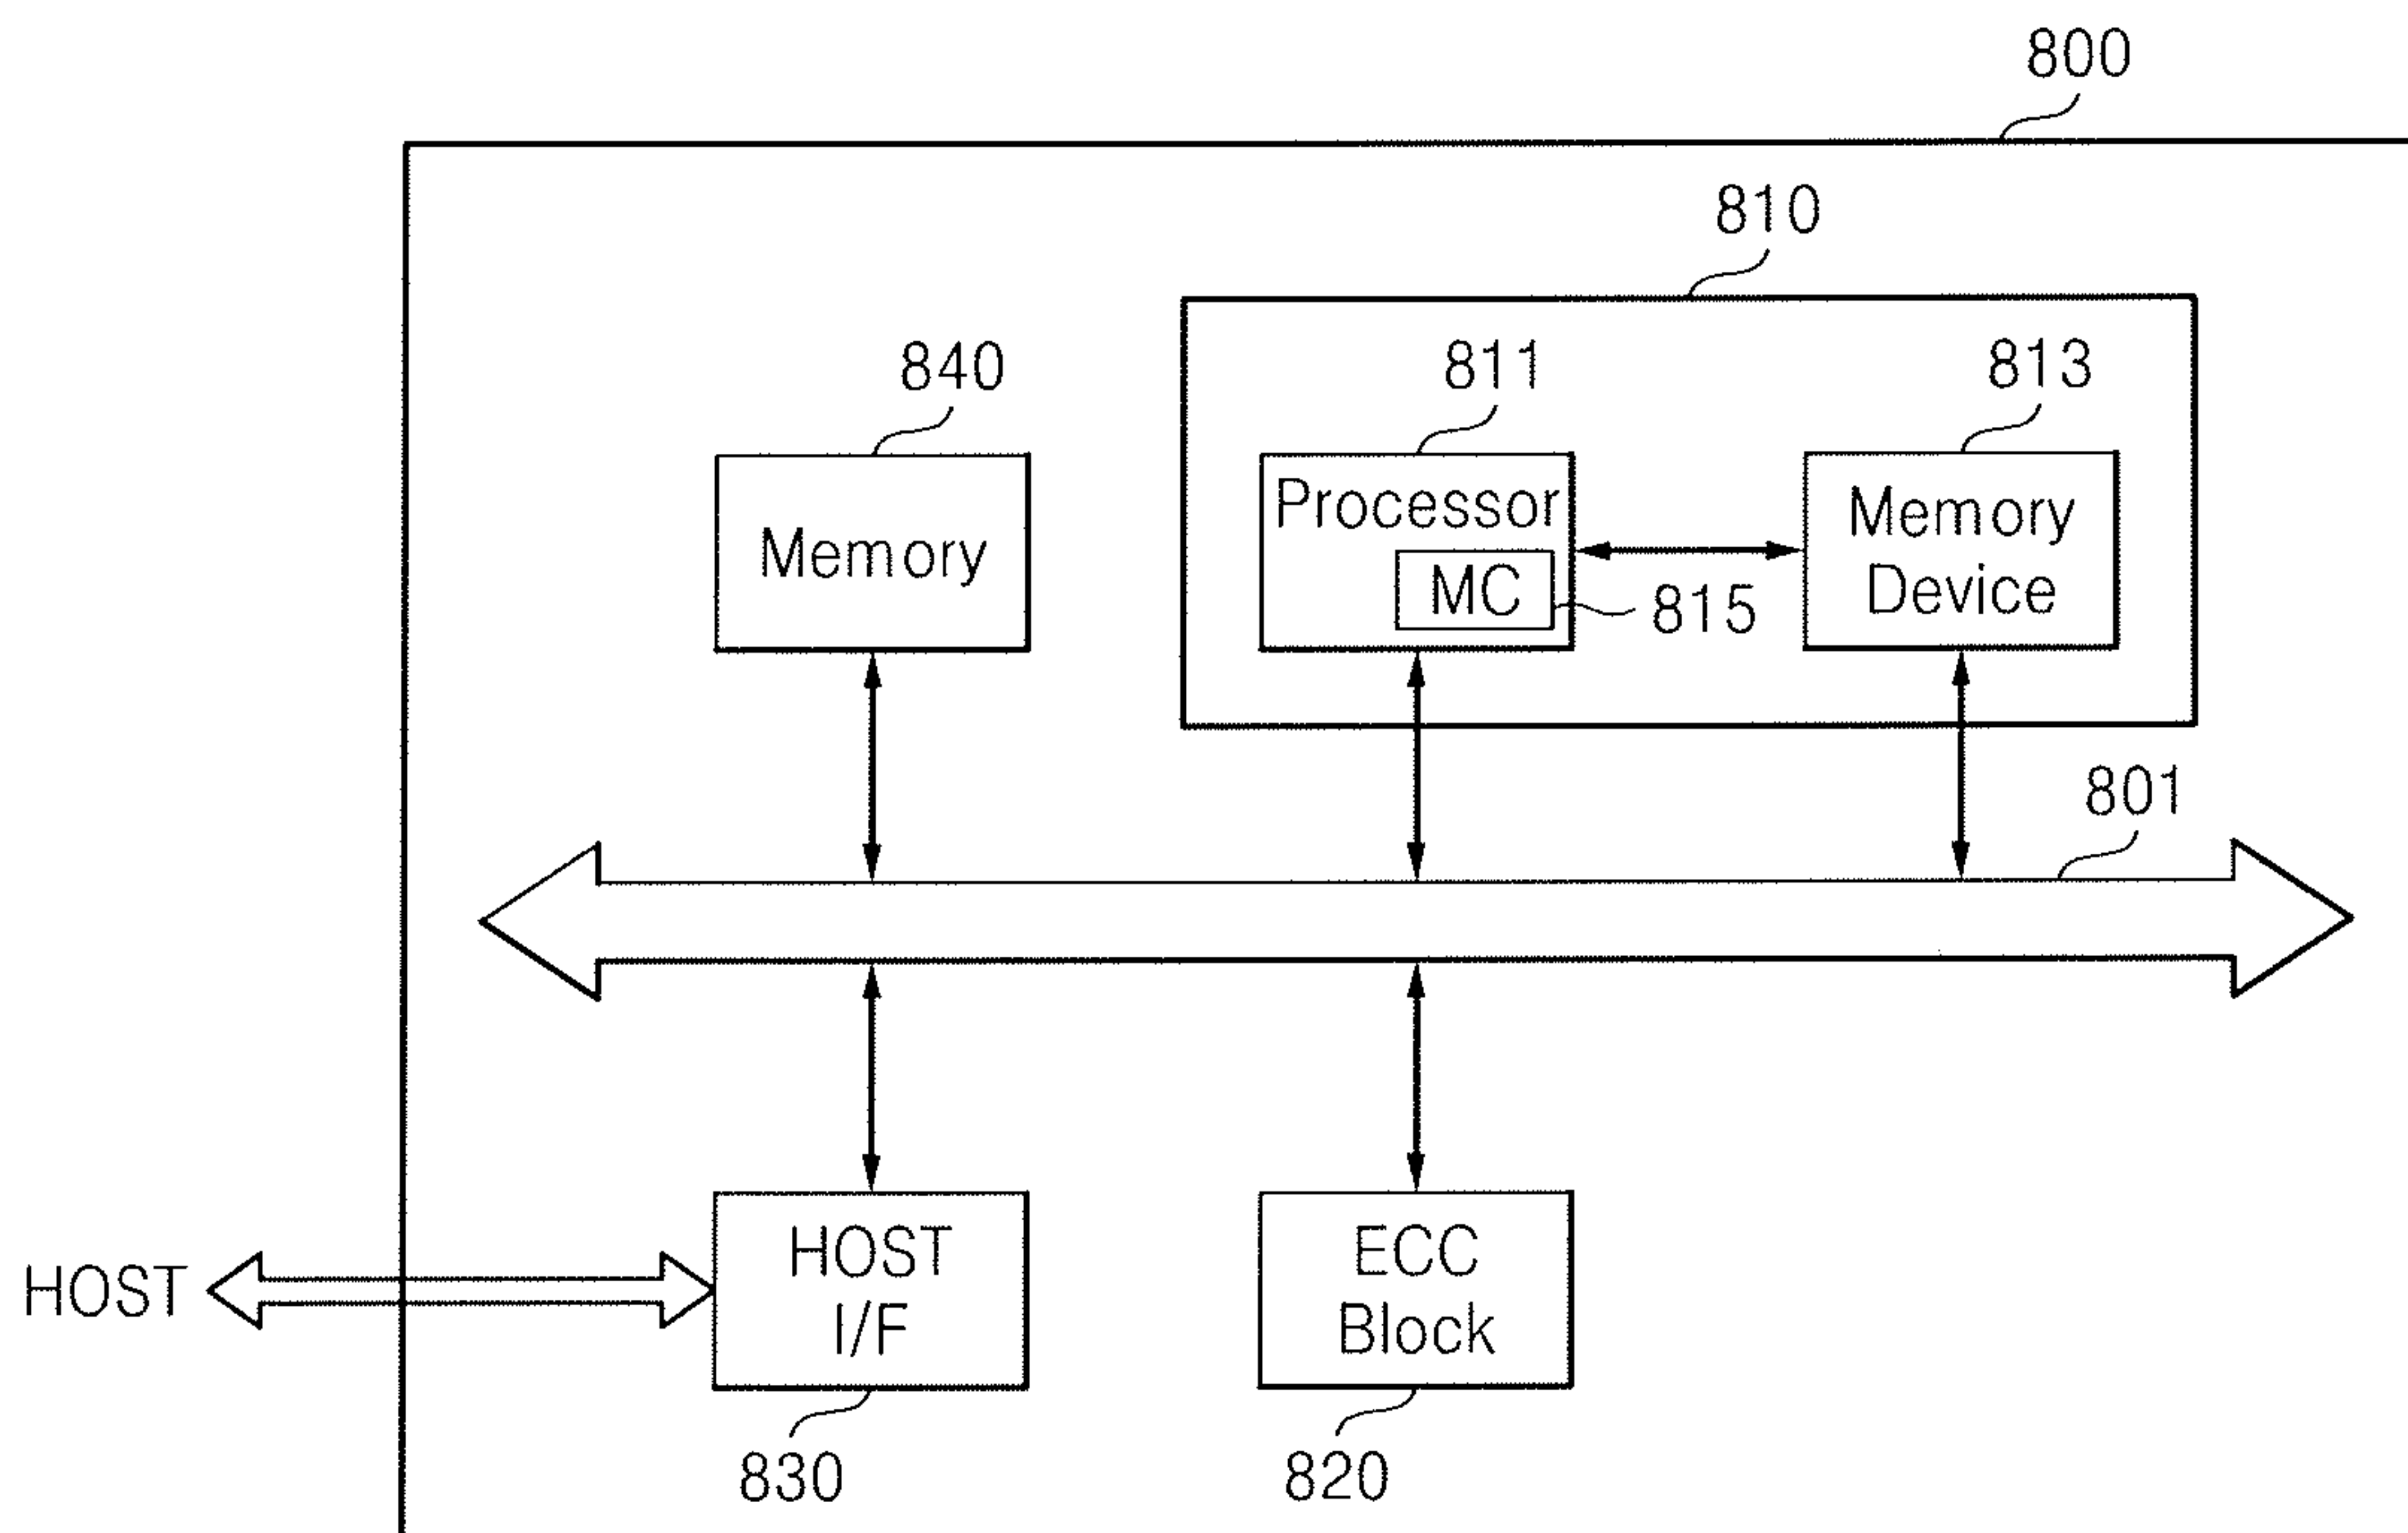 800
810
840
811
813
Processor
Memory
Device
Memory
MC
815
801
HOST
HOST
I/F
ECC
Block
830
820